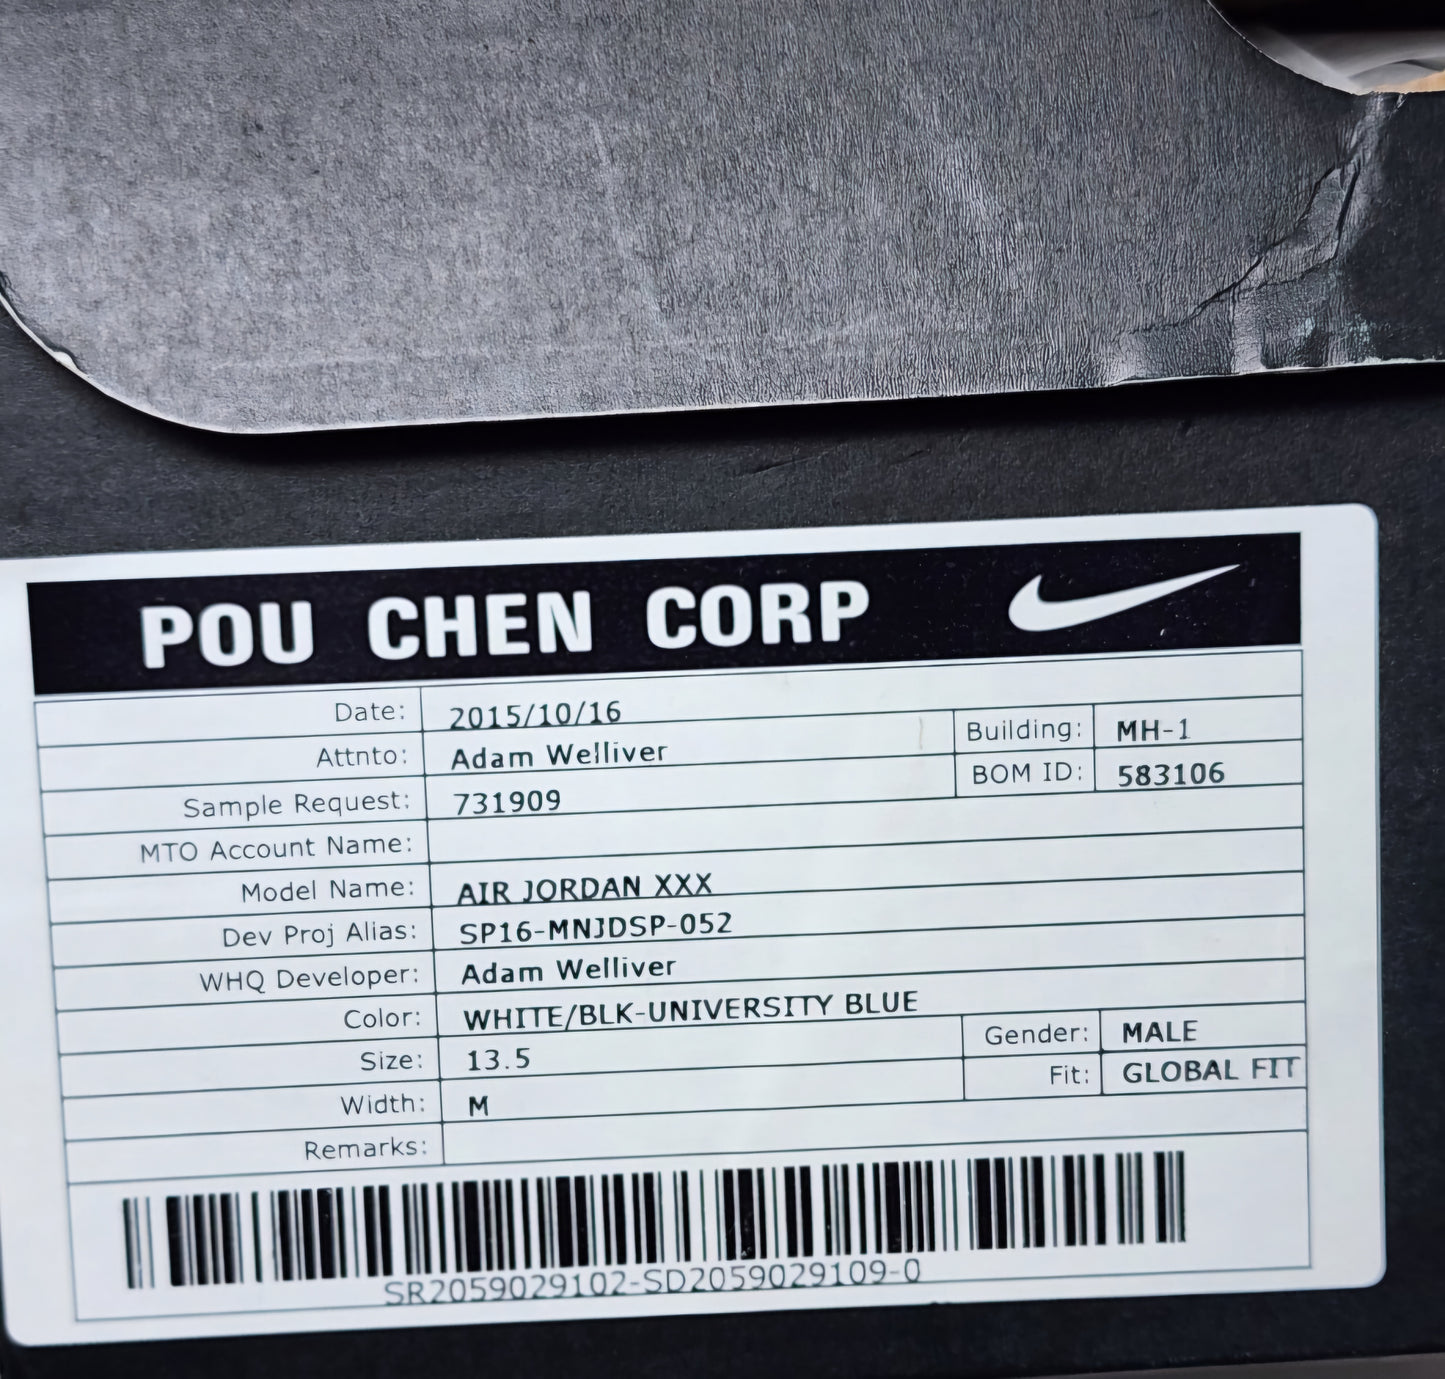 POU CHEN CORP
Date: 2015/10/16
Attnto: Adam Welliver Building: MH-1
Sample Request: 731909 BOM ID: 583106
MTO Account Name:
Model Name: AIR JORDAN XXX
Dev Proj Alias: SP16-MNJDSP-052
WHQ Developer: Adam Welliver
Color: WHITE/BLK-UNIVERSITY BLUE
Size: 13.5 Gender: MALE
Width: M Fit: GLOBAL FIT
Remarks:
SR2059029102-SD2059029109-0